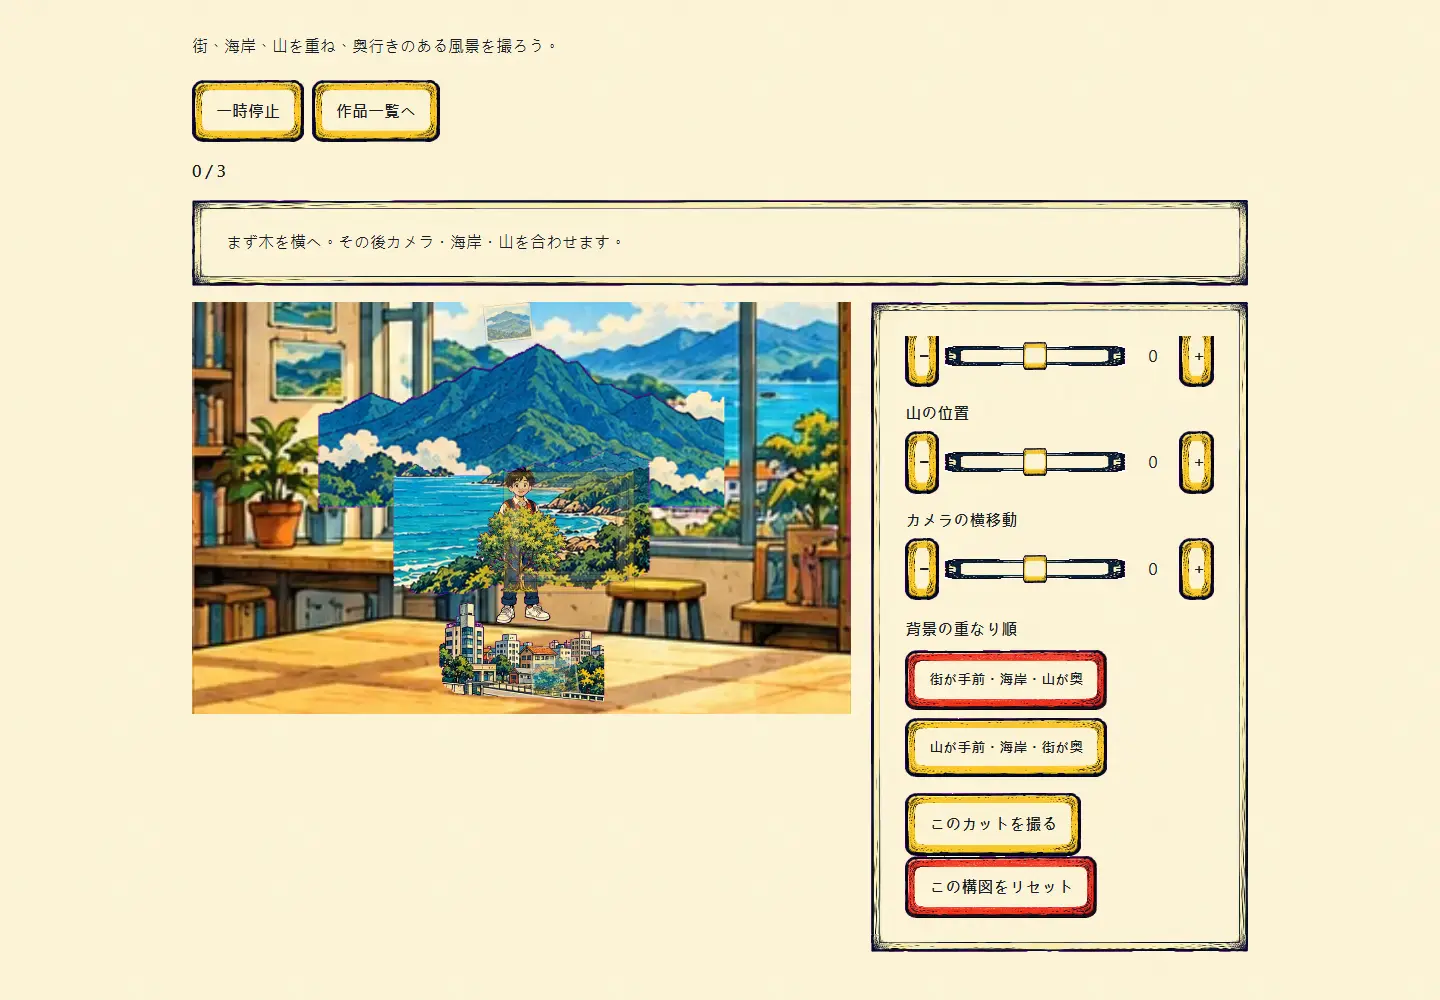 街、海岸、山を重ね、奥行きのある風景を撮ろう。
一時停止
作品一覧へ
0/3
まず木を横へ。その後カメラ・海岸・山を合わせます。
- 0 +
山の位置
- 0 +
カメラの横移動
- 0 +
背景の重なり順
街が手前・海岸・山が奥
山が手前・海岸・街が奥
このカットを撮る
この構図をリセット